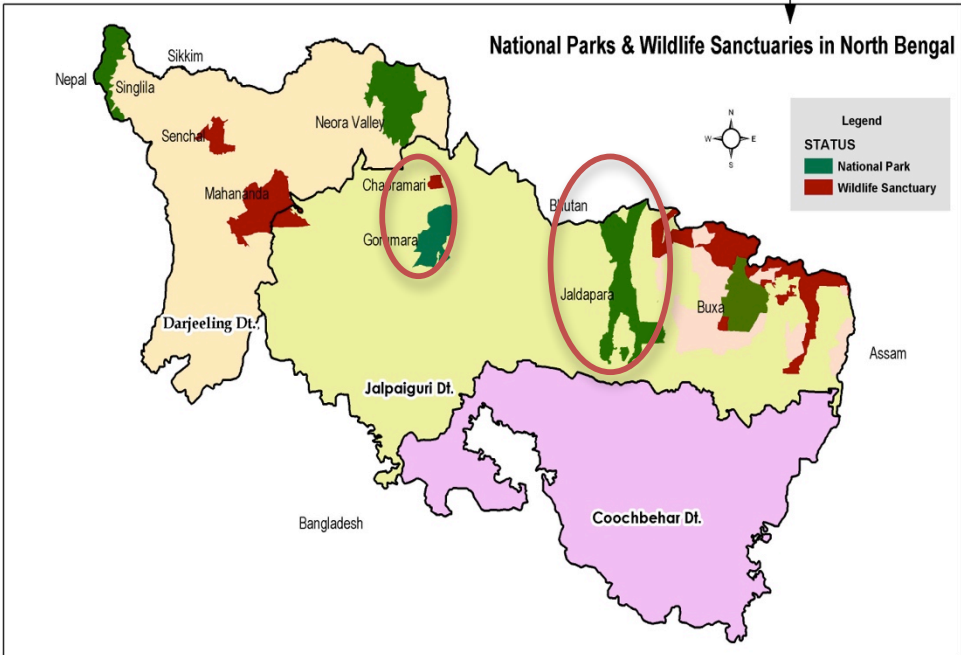 National Parks & Wildlife Sanctuaries in North Bengal
Sikkim
Nepal
Singlila
Neora Valley
Senchal
N
W E
S
Legend
STATUS
National Park
Wildlife Sanctuary
Mahananda
Chapramari
Bhutan
Gorumara
Jaldapara
Buxa
Darjeeling Dt.
Assam
Jalpaiguri Dt.
Coochbehar Dt.
Bangladesh